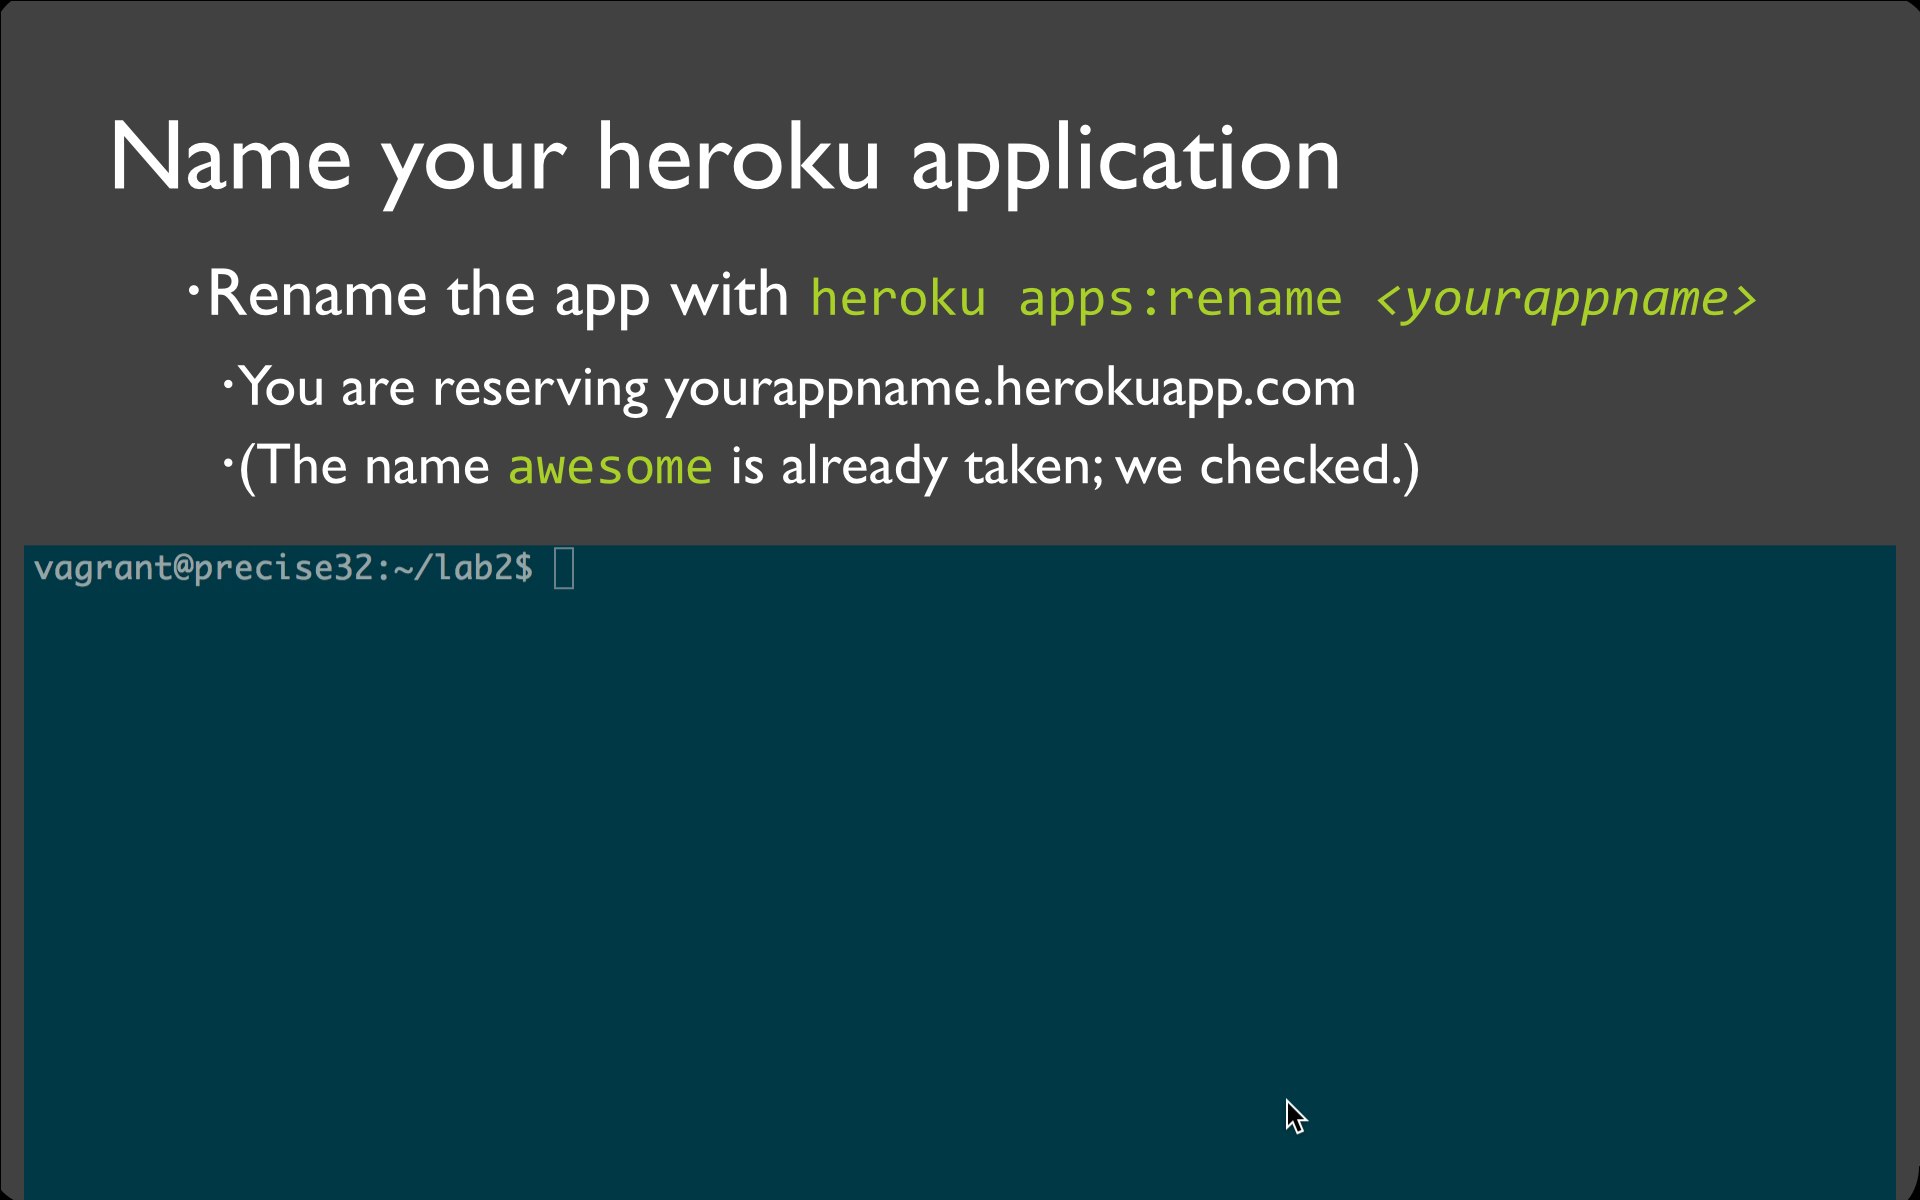 Name your heroku application
·Rename the app with heroku apps:rename <yourappname>
·You are reserving yourappname.herokuapp.com
·(The name awesome is already taken; we checked.)
vagrant@precise32:~/lab2$